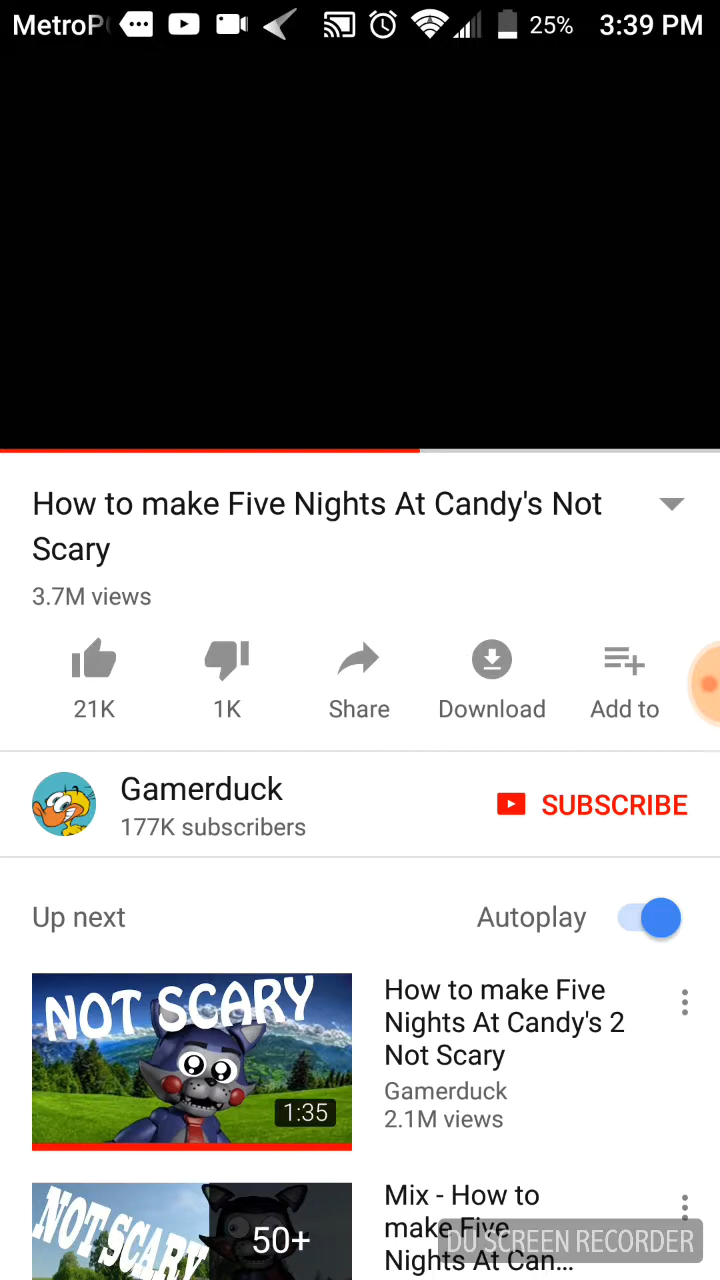 MetroP 25% 3:39 PM
How to make Five Nights At Candy's Not
Scary
3.7M views
21K 1K Share Download Add to
Gamerduck
177K subscribers
SUBSCRIBE
Up next Autoplay
NOT SCARY
1:35
How to make Five
Nights At Candy's 2
Not Scary
Gamerduck
2.1M views
NOT SCARY
50+
Mix - How to
make Five
Nights At Can...
DU SCREEN RECORDER